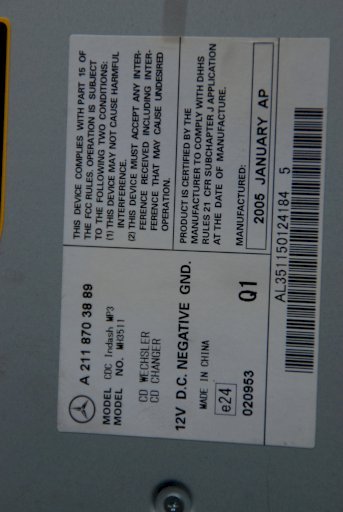 THIS DEVICE COMPLIES WITH PART 15 OF
THE FCC RULES. OPERATION IS SUBJECT
TO THE FOLLOWING TWO CONDITIONS:
(1) THIS DEVICE MAY NOT CAUSE HARMFUL
INTERFERENCE.
(2) THIS DEVICE MUST ACCEPT ANY INTER-
FERENCE RECEIVED INCLUDING INTER-
FERENCE THAT MAY CAUSE UNDESIRED
OPERATION.
PRODUCT IS CERTIFIED BY THE
MANUFACTURER TO COMPLY WITH DHHS
RULES 21 CFR SUBCHAPTER J APPLICATION
AT THE DATE OF MANUFACTURE.
MANUFACTURED:
2005 JANUARY AP
A 211 870 38 89
MODEL CDC Indash MP3
MODEL NO. MH3511
CD WECHSLER
CD CHANGER
12V D.C. NEGATIVE GND.
MADE IN CHINA
e24
020953 Q1
AL351150124184 5